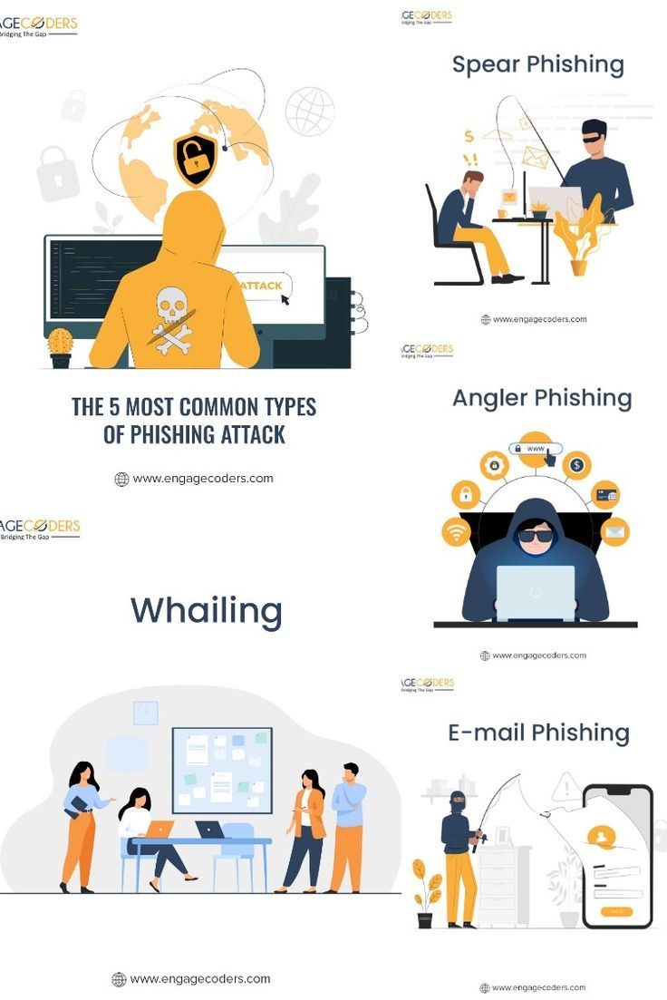 AGECODERS
Bridging The Gap
ATTACK
THE 5 MOST COMMON TYPES
OF PHISHING ATTACK
www.engagecoders.com
AGECODERS
Bridging The Gap
Whailing
www.engagecoders.com
GECODERS
Bridging The Gap
Spear Phishing
$
!!
www.engagecoders.com
AGECODERS
Bridging The Gap
Angler Phishing
www
$
www.engagecoders.com
AGECODERS
Bridging The Gap
E-mail Phishing
www.engagecoders.com